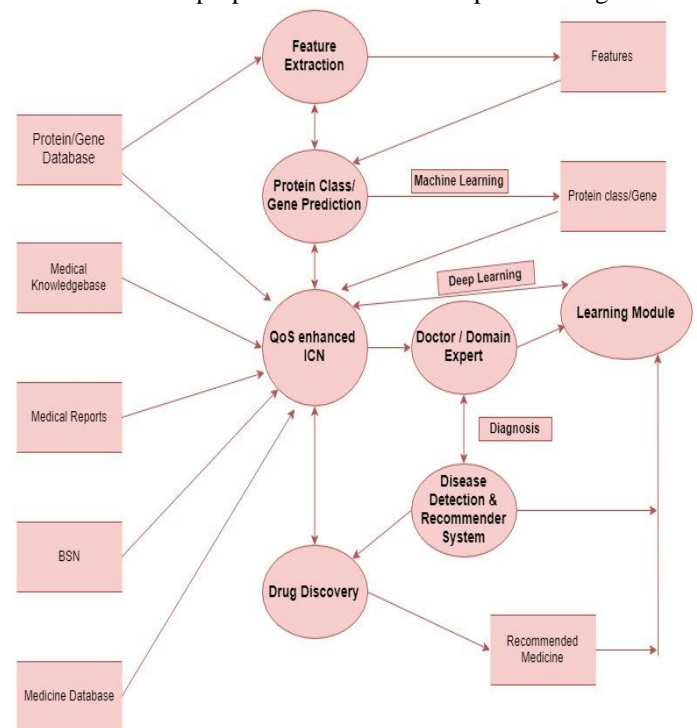 Feature
Extraction
Features
Protein/Gene
Database
Protein Class/
Gene Prediction
Machine Learning
Protein class/Gene
Medical
Knowledgebase
Deep Learning
Learning Module
QoS enhanced
ICN
Doctor / Domain
Expert
Medical Reports
Diagnosis
Disease
Detection &
Recommender
System
BSN
Drug Discovery
Recommended
Medicine
Medicine Database